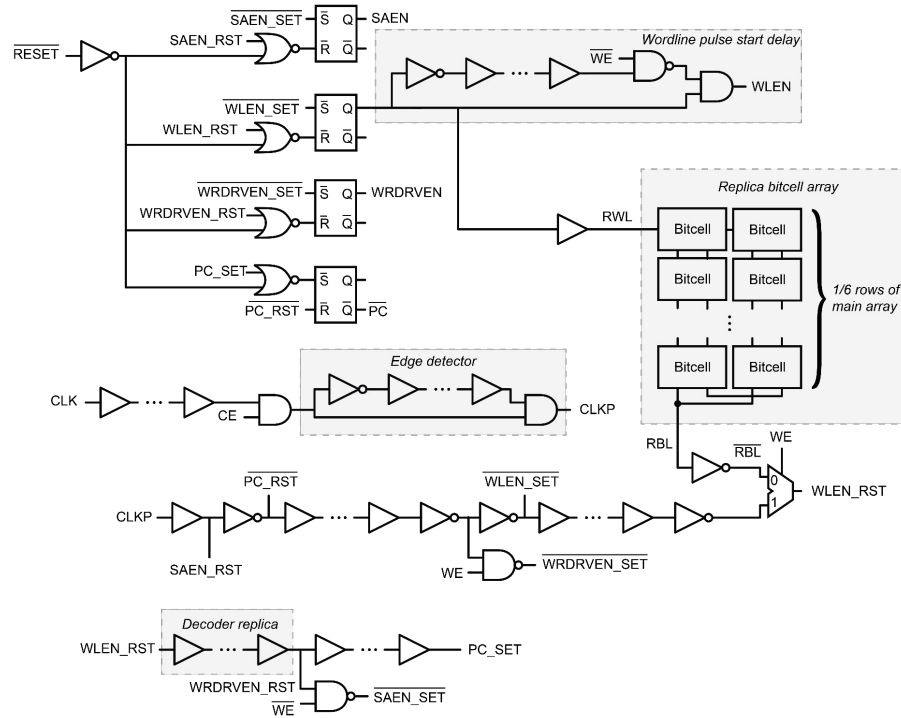 SAEN_SET S̅ Q SAEN
SAEN_RST R̅ Q̅
RESET
Wordline pulse start delay
WE
WLEN
WLEN_SET S̅ Q
WLEN_RST R̅ Q̅
WRDRVEN_SET S̅ Q WRDRVEN
WRDRVEN_RST R̅ Q̅
PC_SET S̅ Q
PC_RST R̅ Q̅ PC
Replica bitcell array
RWL
Bitcell Bitcell
Bitcell Bitcell
1/6 rows of
main array
Bitcell Bitcell
Edge detector
CLK
CE
CLKP
RBL
RBL
WE
0
1
WLEN_RST
PC_RST
WLEN_SET
CLKP
SAEN_RST
WE
WRDRVEN_SET
Decoder replica
WLEN_RST
PC_SET
WRDRVEN_RST
WE
SAEN_SET